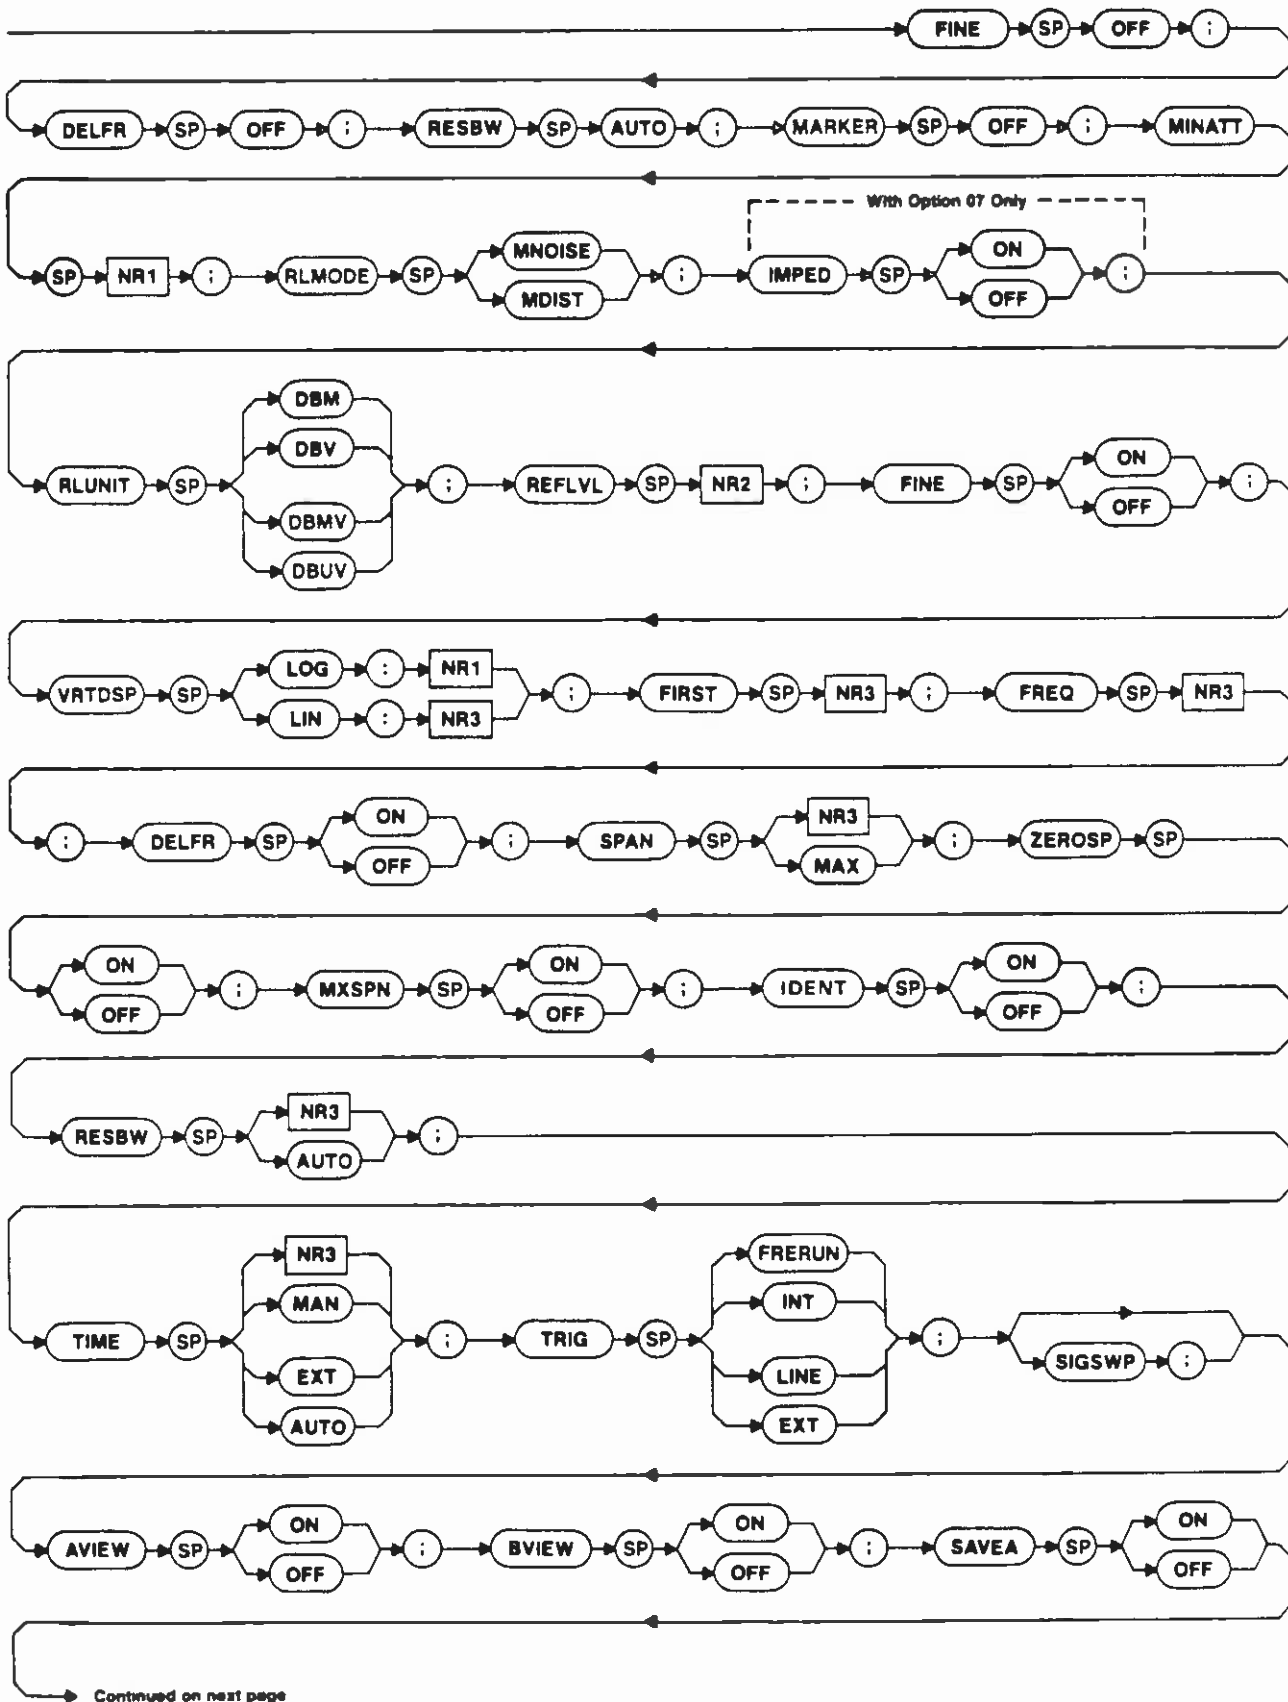 FINE SP OFF ;
DELFR SP OFF ; RESBW SP AUTO ; MARKER SP OFF ; MINATT
With Option 07 Only
SP NR1 ; RLMODE SP MNOISE MDIST ; IMPED SP ON OFF ;
RLUNIT SP DBM DBV DBMV DBUV ; REFLVL SP NR2 ; FINE SP ON OFF ;
VRTDSP SP LOG : NR1 LIN : NR3 ; FIRST SP NR3 ; FREQ SP NR3
; DELFR SP ON OFF ; SPAN SP NR3 MAX ; ZEROSP SP
ON OFF ; MXSPN SP ON OFF ; IDENT SP ON OFF ;
RESBW SP NR3 AUTO ;
TIME SP NR3 MAN EXT AUTO ; TRIG SP FRERUN INT LINE EXT ; SIGSWP ;
AVIEW SP ON OFF ; BVIEW SP ON OFF ; SAVEA SP ON OFF
Continued on next page